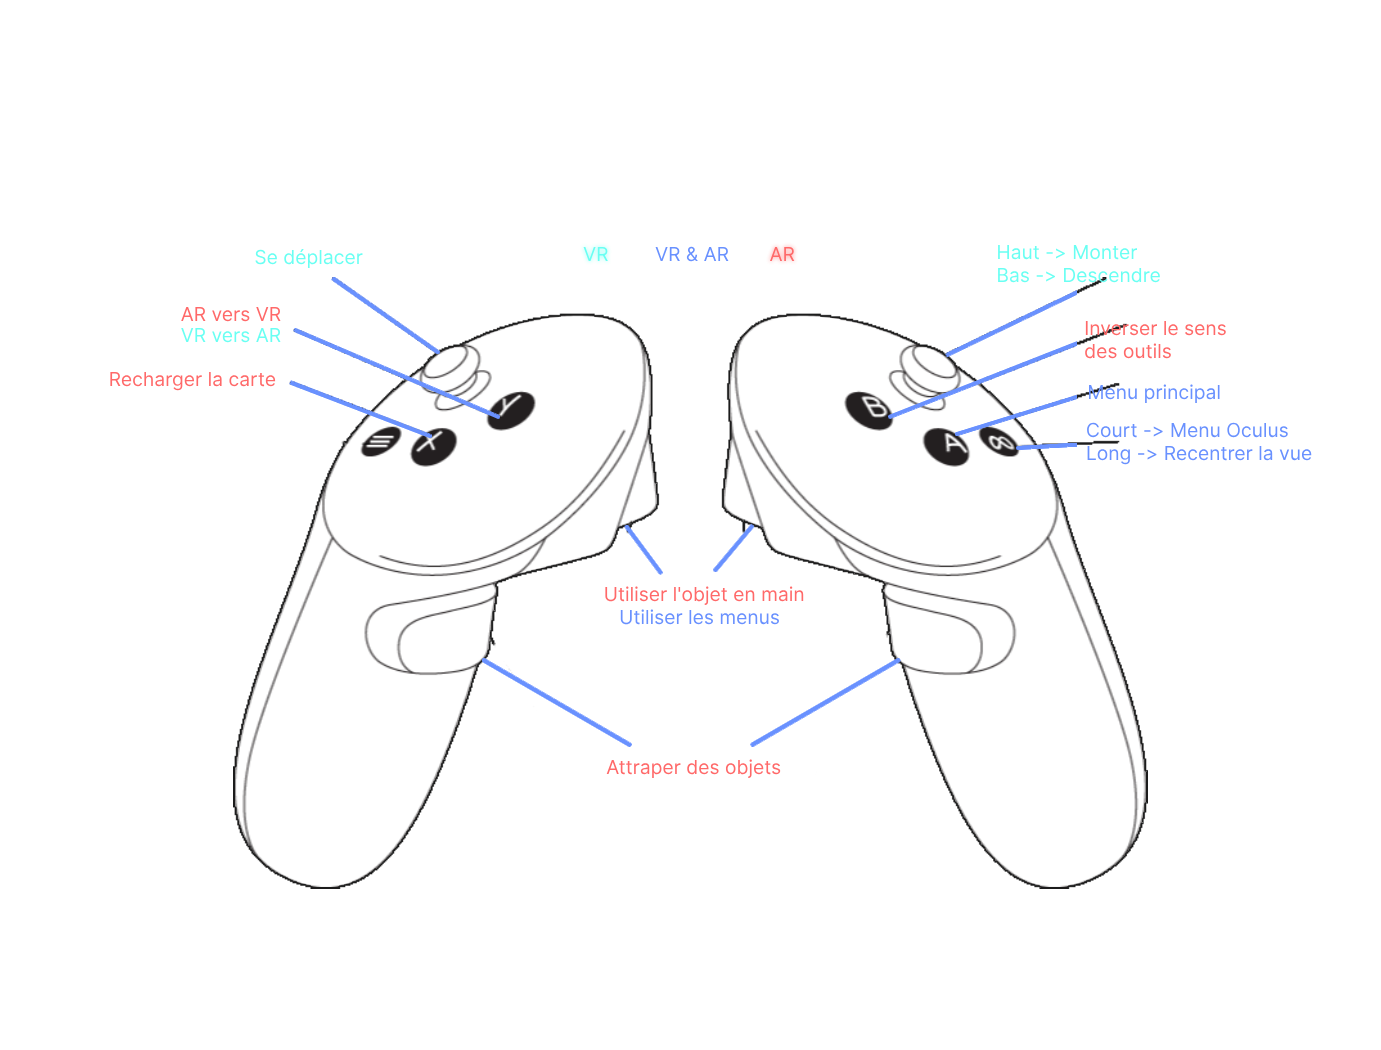 VR
VR & AR
AR
Se déplacer
AR vers VR
VR vers AR
Recharger la carte
Haut -> Monter
Bas -> Descendre
Inverser le sens
des outils
Menu principal
Court -> Menu Oculus
Long -> Recentrer la vue
Y
X
B
A
Utiliser l'objet en main
Utiliser les menus
Attraper des objets